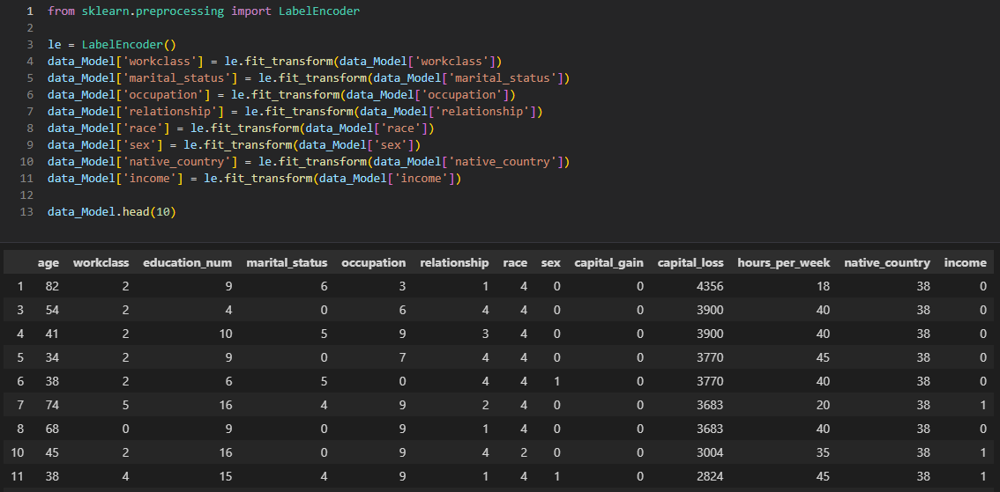 1 from sklearn.preprocessing import LabelEncoder
2
3 le = LabelEncoder()
4 data_Model['workclass'] = le.fit_transform(data_Model['workclass'])
5 data_Model['marital_status'] = le.fit_transform(data_Model['marital_status'])
6 data_Model['occupation'] = le.fit_transform(data_Model['occupation'])
7 data_Model['relationship'] = le.fit_transform(data_Model['relationship'])
8 data_Model['race'] = le.fit_transform(data_Model['race'])
9 data_Model['sex'] = le.fit_transform(data_Model['sex'])
10 data_Model['native_country'] = le.fit_transform(data_Model['native_country'])
11 data_Model['income'] = le.fit_transform(data_Model['income'])
12
13 data_Model.head(10)
age workclass education_num marital_status occupation relationship race sex capital_gain capital_loss hours_per_week native_country income
1 82 2 9 6 3 1 4 0 0 4356 18 38 0
3 54 2 4 0 6 4 4 0 0 3900 40 38 0
4 41 2 10 5 9 3 4 0 0 3900 40 38 0
5 34 2 9 0 7 4 4 0 0 3770 45 38 0
6 38 2 6 5 0 4 4 1 0 3770 40 38 0
7 74 5 16 4 9 2 4 0 0 3683 20 38 1
8 68 0 9 0 9 1 4 0 0 3683 40 38 0
10 45 2 16 0 9 4 2 0 0 3004 35 38 1
11 38 4 15 4 9 1 4 1 0 2824 45 38 1